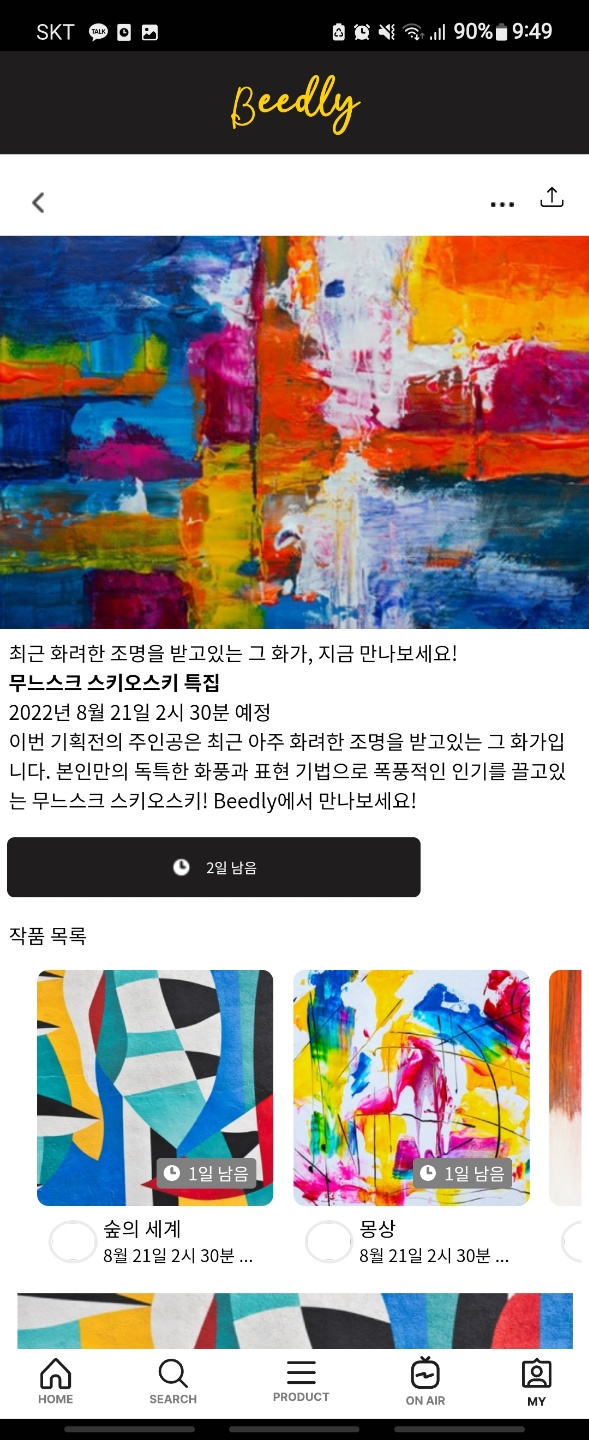 SKT TALK 90% 9:49
Beedly
최근 화려한 조명을 받고있는 그 화가, 지금 만나보세요!
무느스크 스키오스키 특집
2022년 8월 21일 2시 30분 예정
이번 기획전의 주인공은 최근 아주 화려한 조명을 받고있는 그 화가입
니다. 본인만의 독특한 화풍과 표현 기법으로 폭풍적인 인기를 끌고있
는 무느스크 스키오스키! Beedly에서 만나보세요!
2일 남음
작품 목록
1일 남음
1일 남음
숲의 세계
8월 21일 2시 30분 ...
몽상
8월 21일 2시 30분 ...
HOME SEARCH PRODUCT ON AIR MY